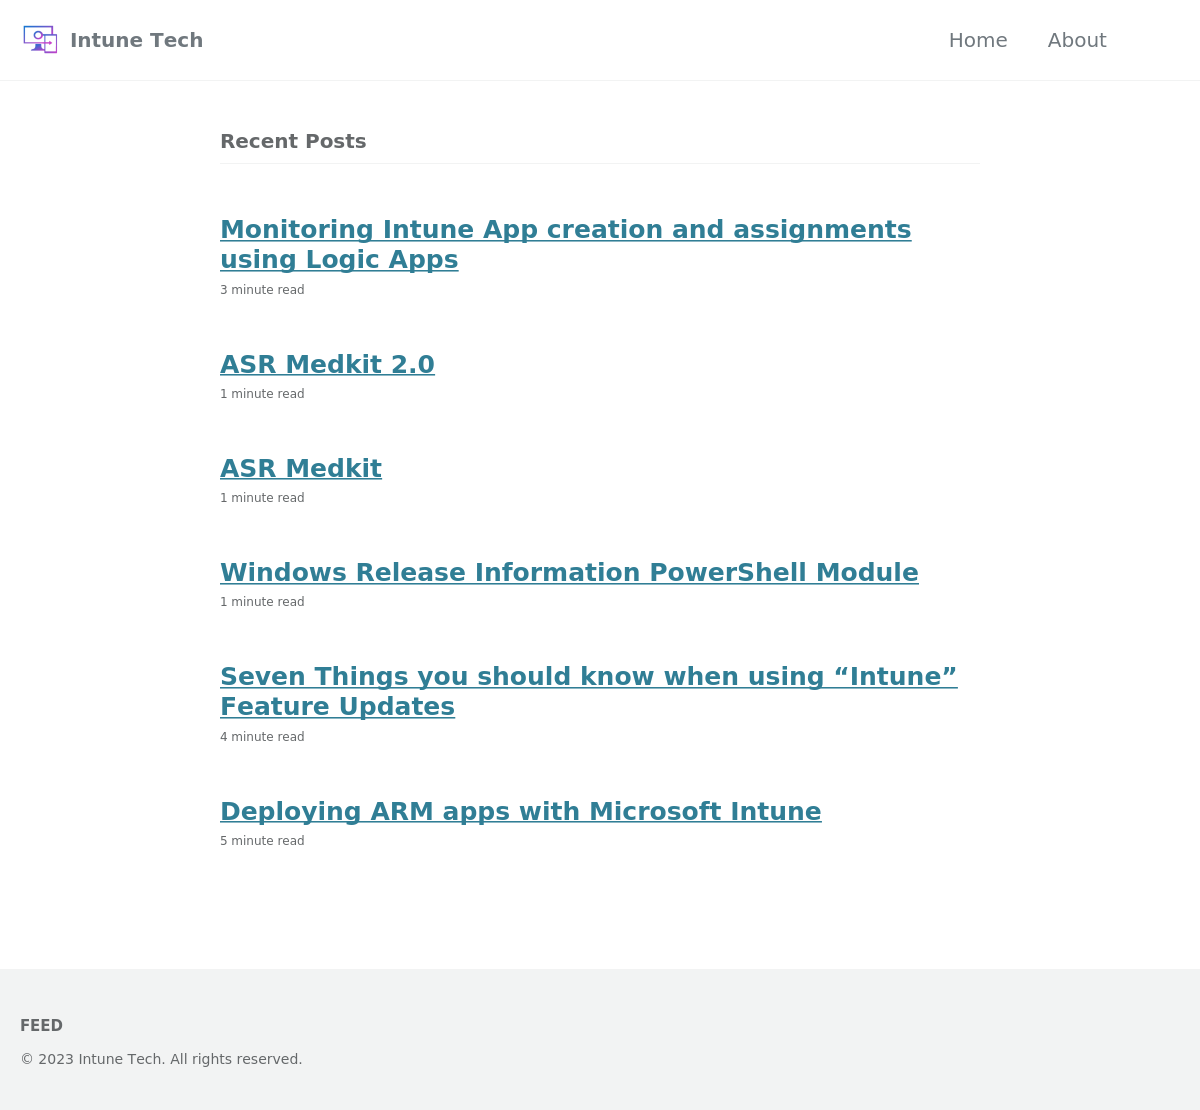 Intune Tech
Home
About
Recent Posts
Monitoring Intune App creation and assignments
using Logic Apps
3 minute read
ASR Medkit 2.0
1 minute read
ASR Medkit
1 minute read
Windows Release Information PowerShell Module
1 minute read
Seven Things you should know when using “Intune”
Feature Updates
4 minute read
Deploying ARM apps with Microsoft Intune
5 minute read
FEED
© 2023 Intune Tech. All rights reserved.